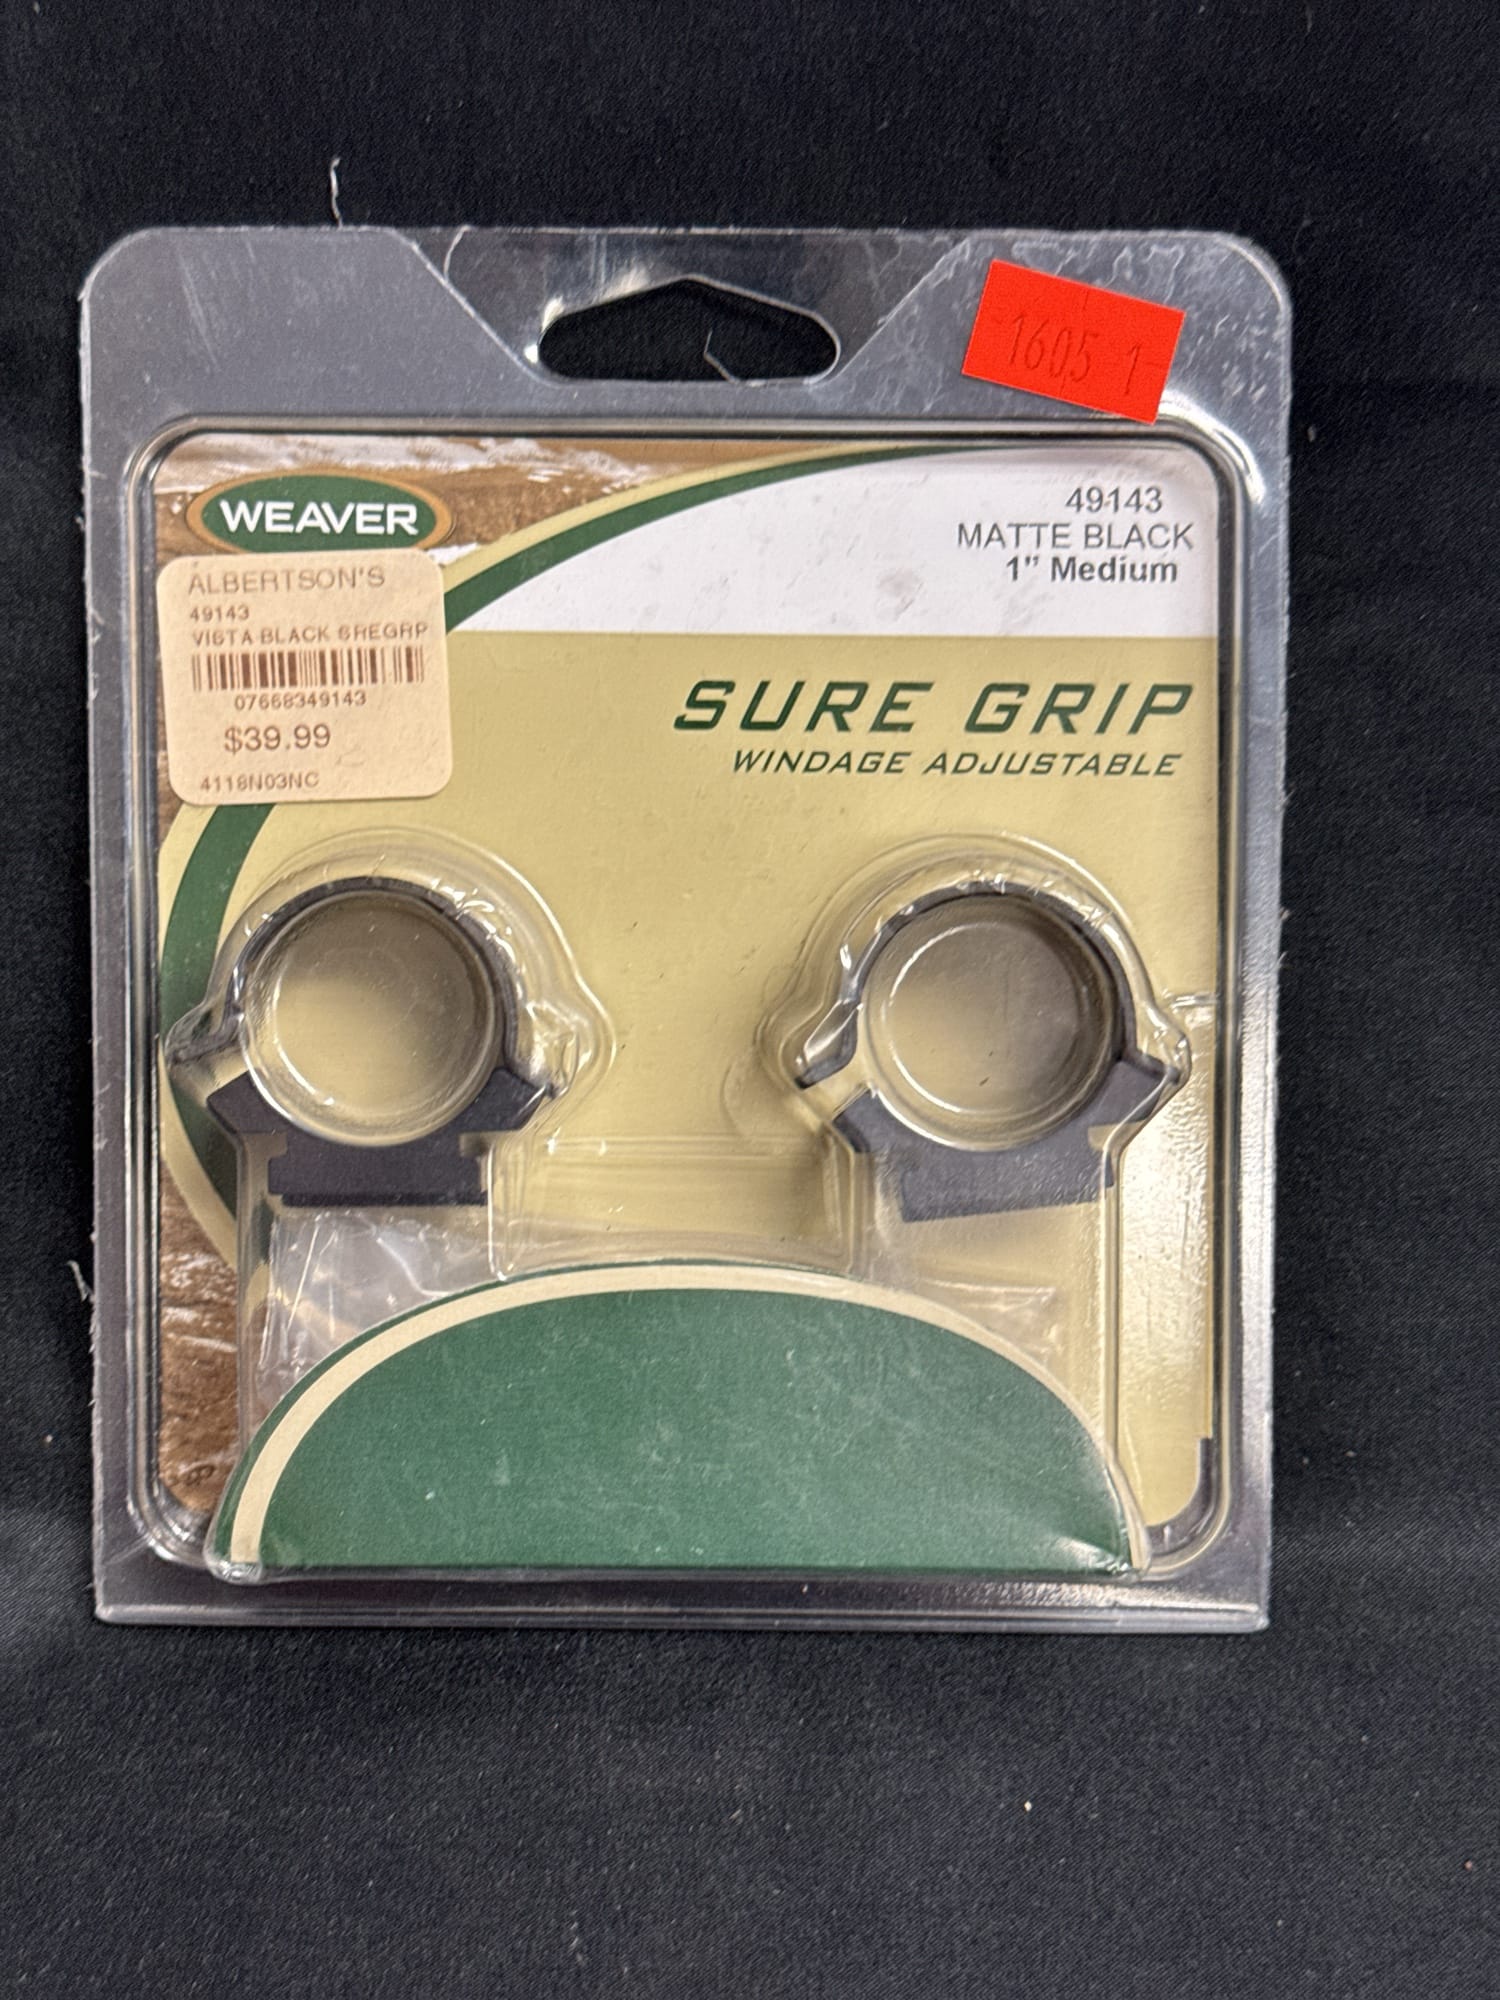 1605 1
WEAVER
49143
MATTE BLACK
1" Medium
ALBERTSON'S
49143
VISTA BLACK SREGRP
07668349143
$39.99
4118N03NC
SURE GRIP
WINDAGE ADJUSTABLE